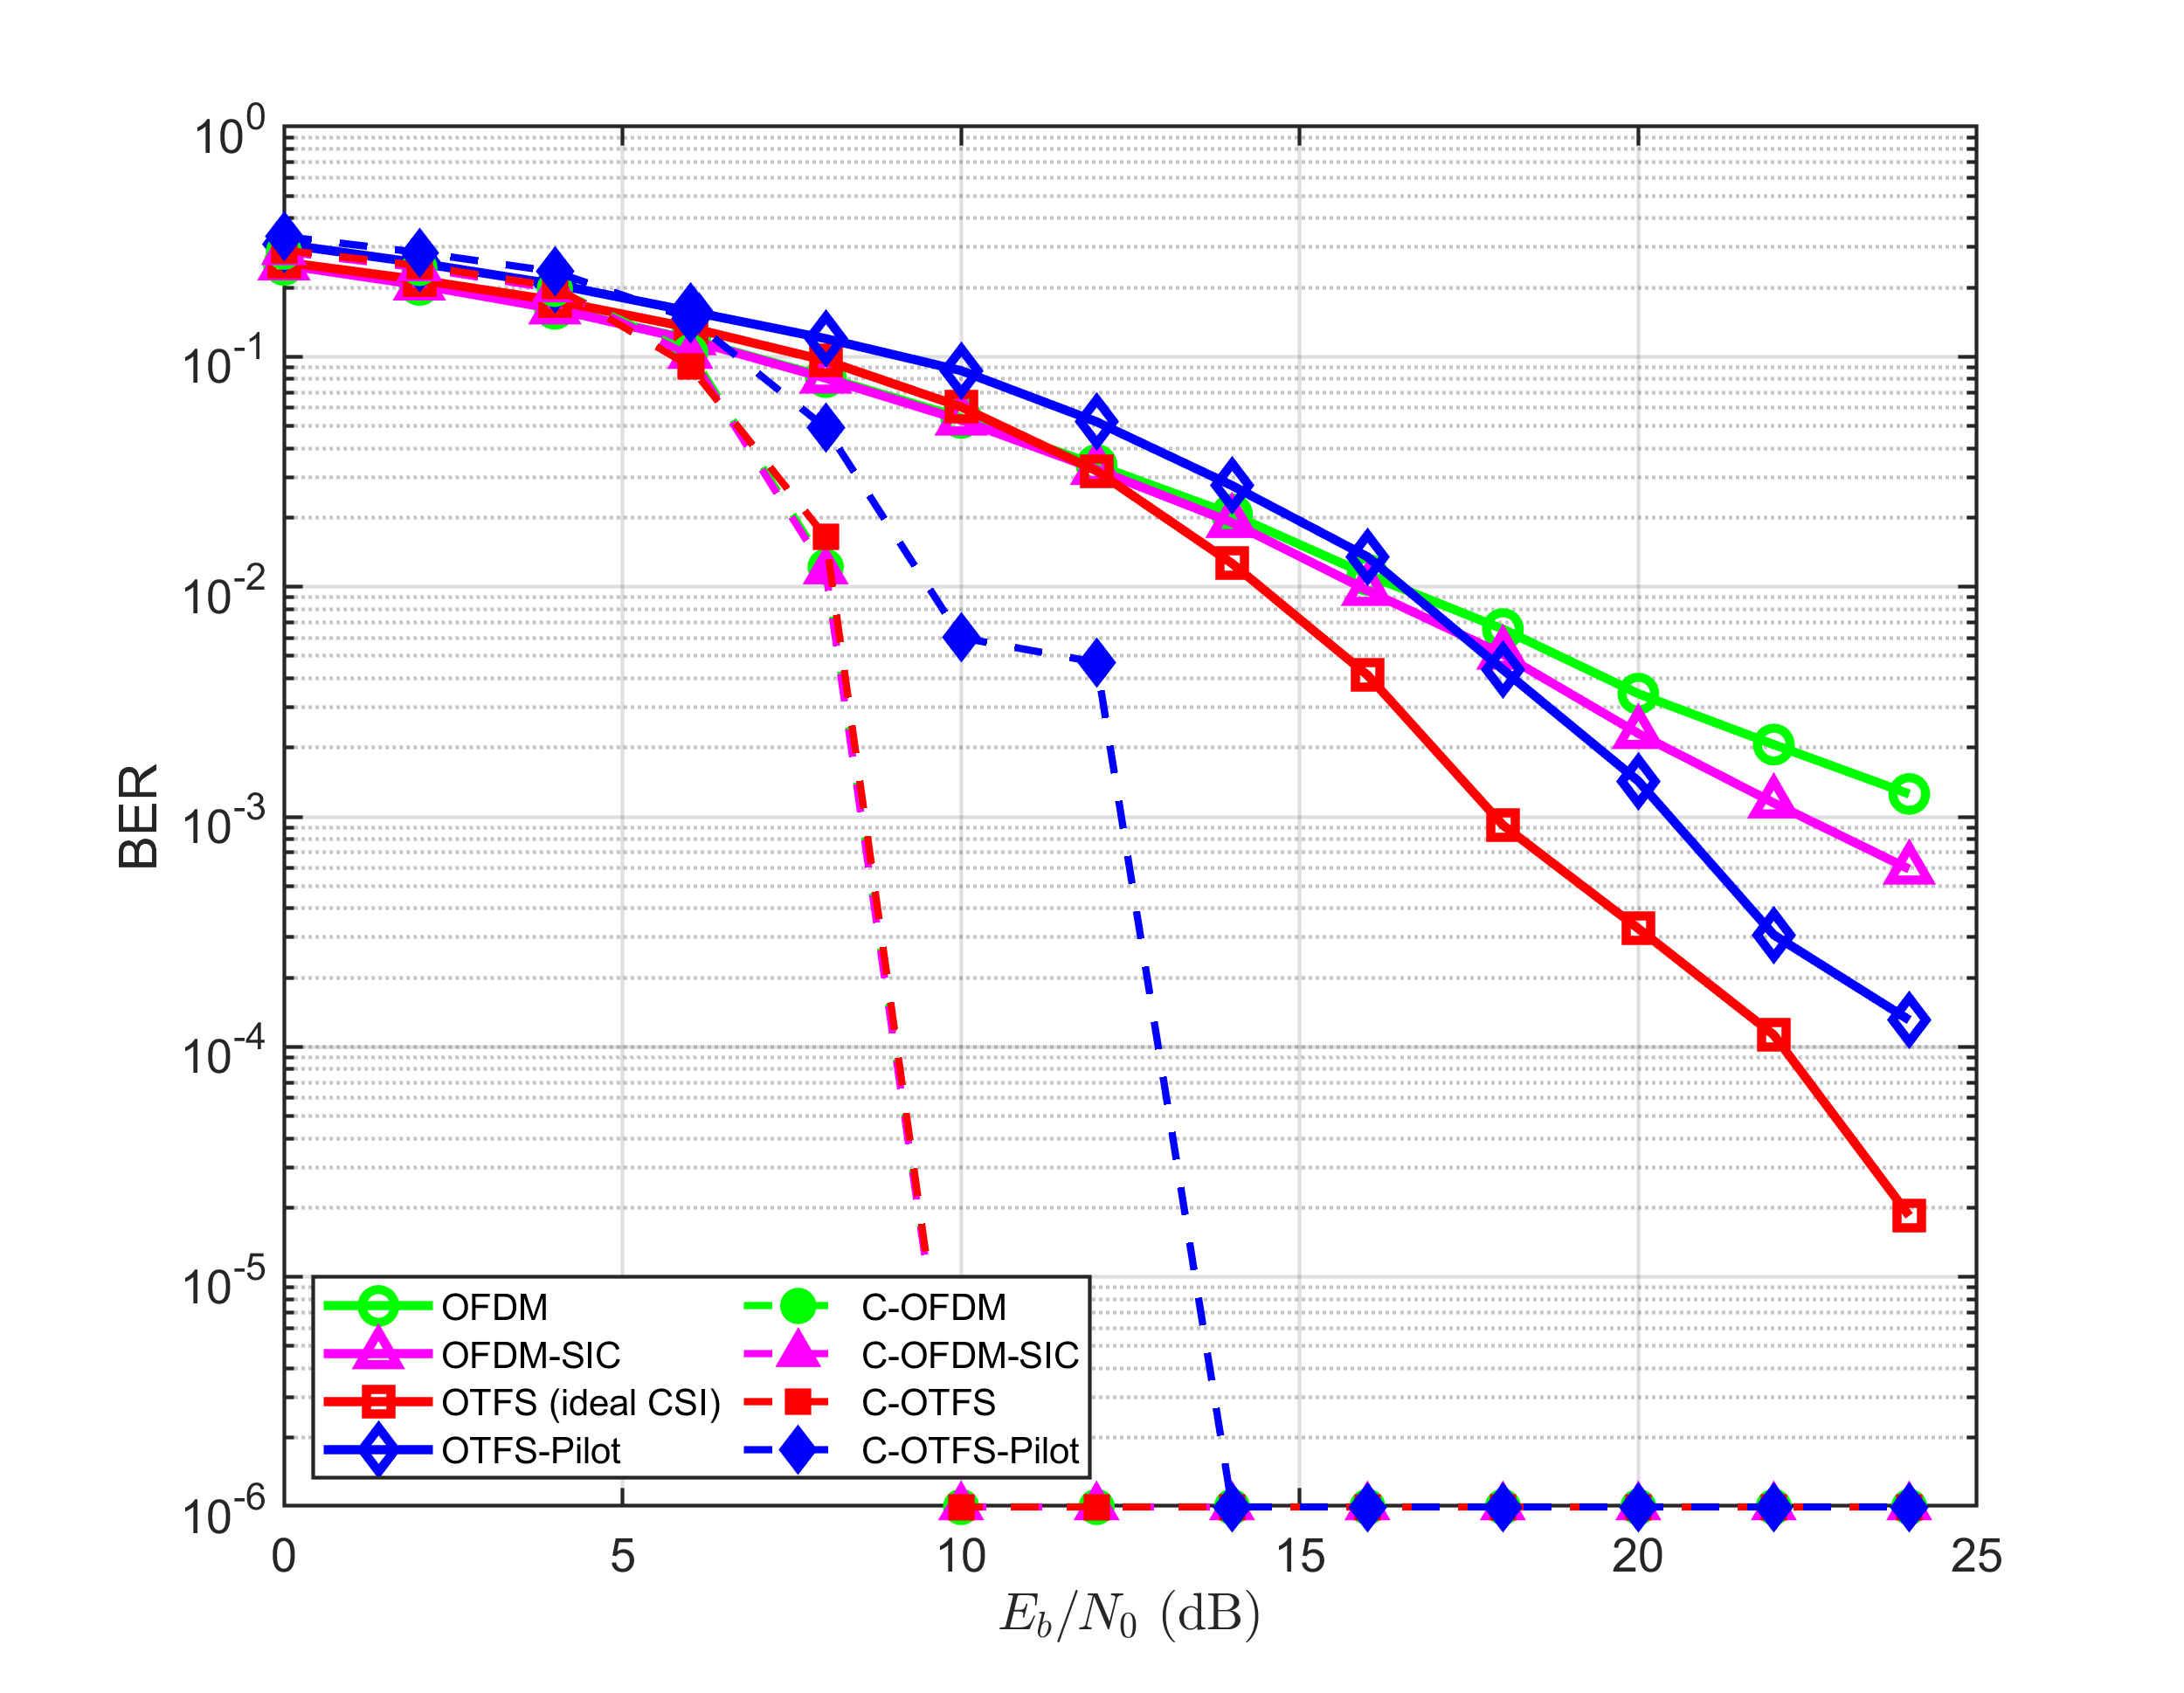 10^0
10^-1
10^-2
10^-3
10^-4
10^-5
10^-6
BER
OFDM
OFDM-SIC
OTFS (ideal CSI)
OTFS-Pilot
C-OFDM
C-OFDM-SIC
C-OTFS
C-OTFS-Pilot
0 5 10 15 20 25
E_b/N_0 (dB)